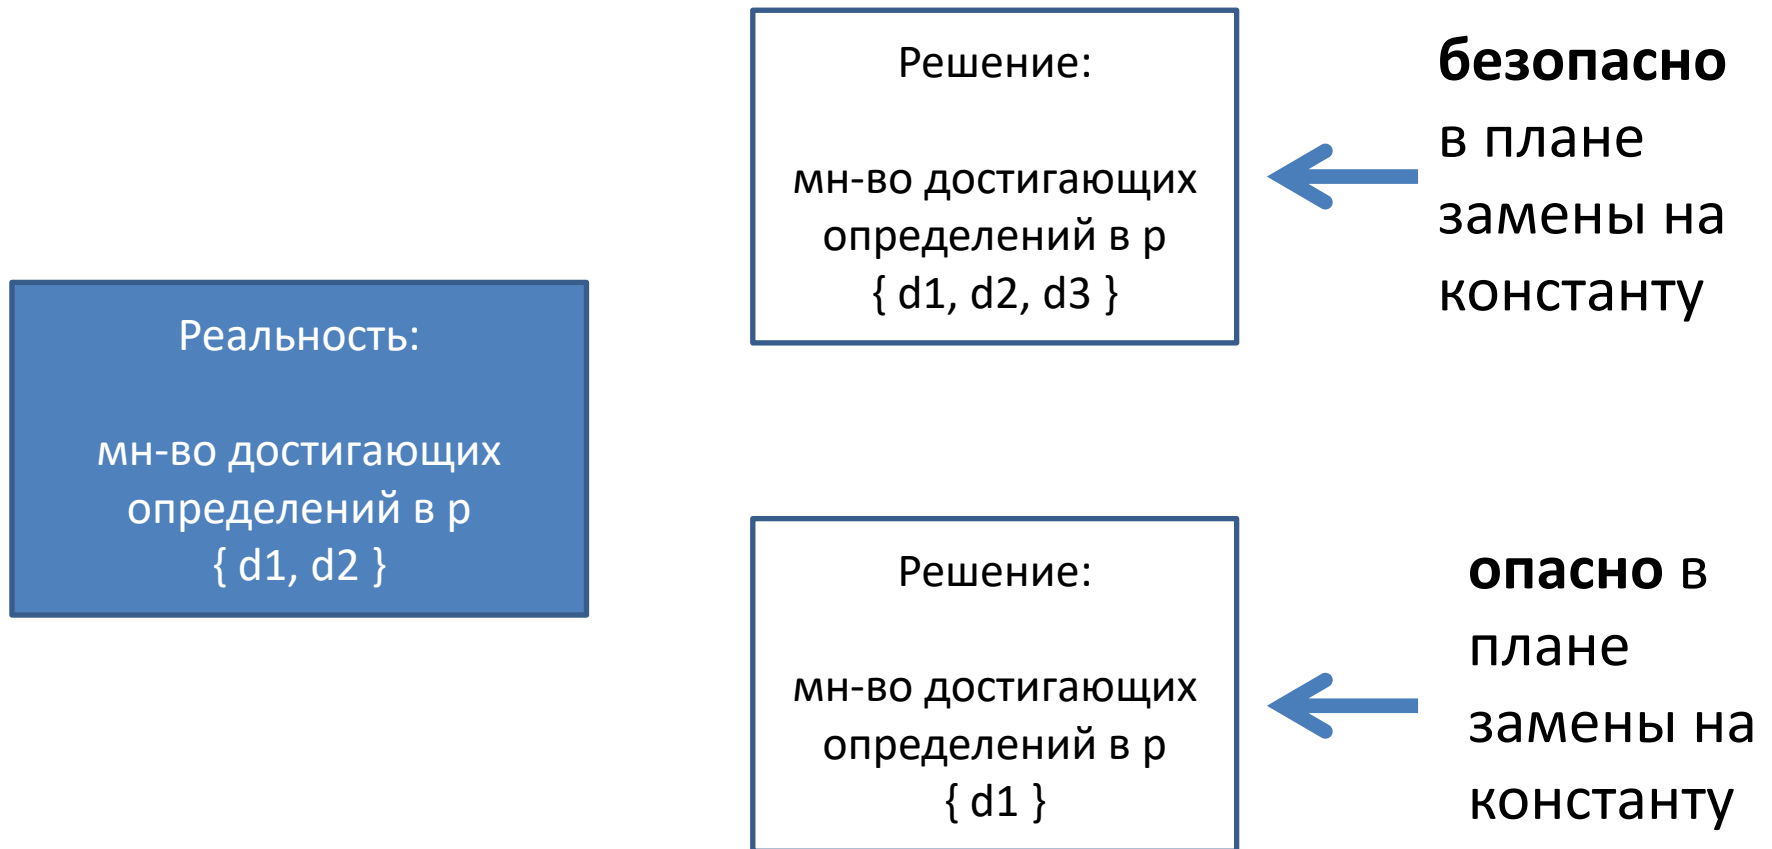 Реальность:
мн-во достигающих
определений в p
{ d1, d2 }
Решение:
мн-во достигающих
определений в p
{ d1, d2, d3 }
безопасно
в плане
замены на
константу
Решение:
мн-во достигающих
определений в p
{ d1 }
опасно в
плане
замены на
константу